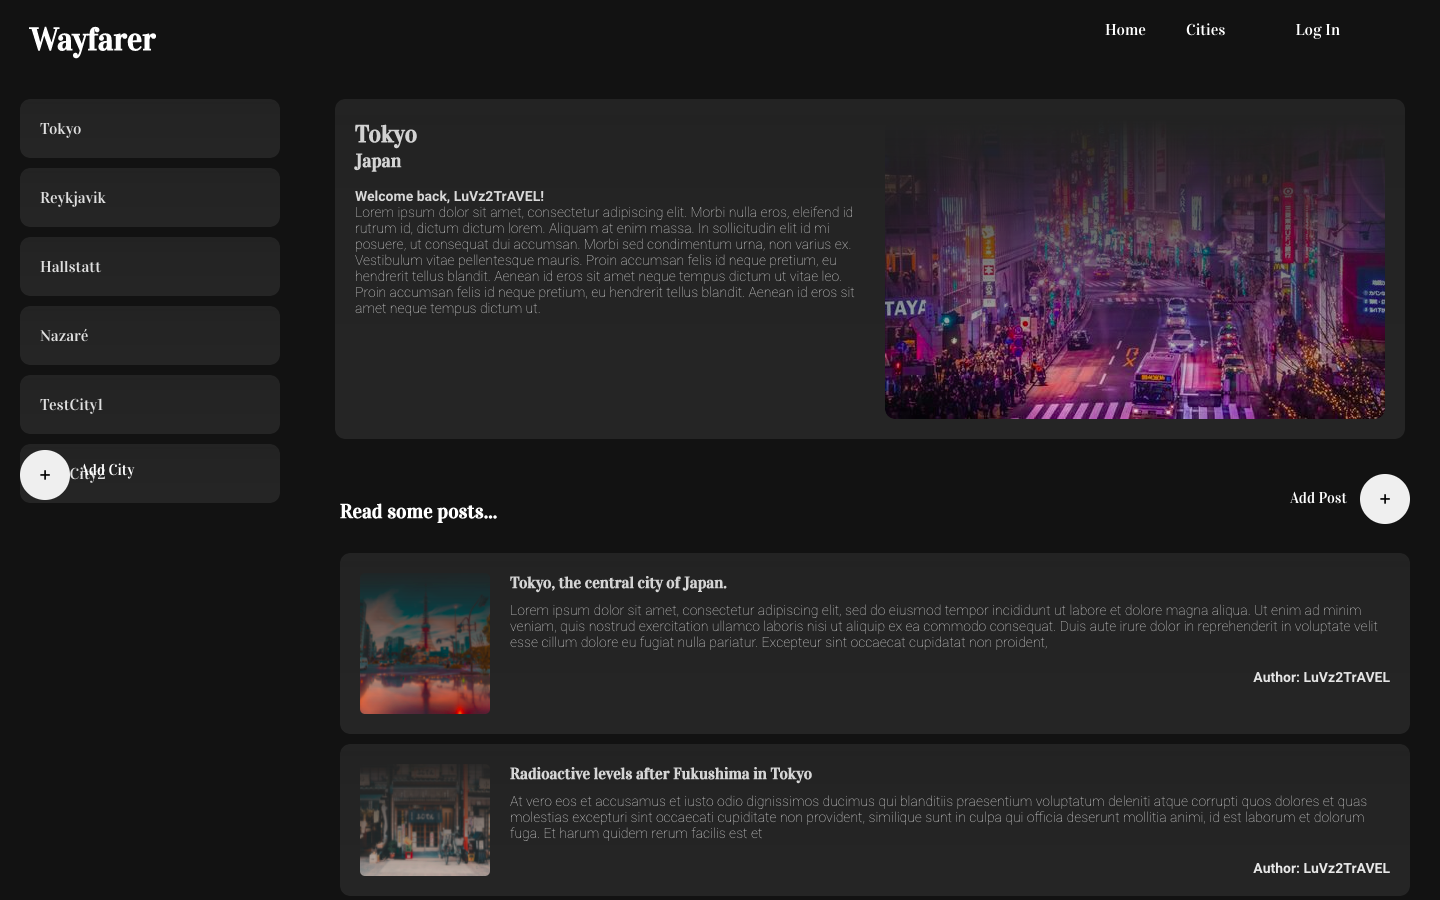 Wayfarer
Home Cities Log In
Tokyo
Reykjavik
Hallstatt
Nazaré
TestCity1
City2
+ Add City
Tokyo
Japan
Welcome back, LuVz2TrAVEL!
Lorem ipsum dolor sit amet, consectetur adipiscing elit. Morbi nulla eros, eleifend id
rutrum id, dictum dictum lorem. Aliquam at enim massa. In sollicitudin elit id mi
posuere, ut consequat dui accumsan. Morbi sed condimentum urna, non varius ex.
Vestibulum vitae pellentesque mauris. Proin accumsan felis id neque pretium, eu
hendrerit tellus blandit. Aenean id eros sit amet neque tempus dictum ut vitae leo.
Proin accumsan felis id neque pretium, eu hendrerit tellus blandit. Aenean id eros sit
amet neque tempus dictum ut.
TAYA
Read some posts...
Add Post +
Tokyo, the central city of Japan.
Lorem ipsum dolor sit amet, consectetur adipiscing elit, sed do eiusmod tempor incididunt ut labore et dolore magna aliqua. Ut enim ad minim
veniam, quis nostrud exercitation ullamco laboris nisi ut aliquip ex ea commodo consequat. Duis aute irure dolor in reprehenderit in voluptate velit
esse cillum dolore eu fugiat nulla pariatur. Excepteur sint occaecat cupidatat non proident,
Author: LuVz2TrAVEL
Radioactive levels after Fukushima in Tokyo
At vero eos et accusamus et iusto odio dignissimos ducimus qui blanditiis praesentium voluptatum deleniti atque corrupti quos dolores et quas
molestias excepturi sint occaecati cupiditate non provident, similique sunt in culpa qui officia deserunt mollitia animi, id est laborum et dolorum
fuga. Et harum quidem rerum facilis est et
Author: LuVz2TrAVEL